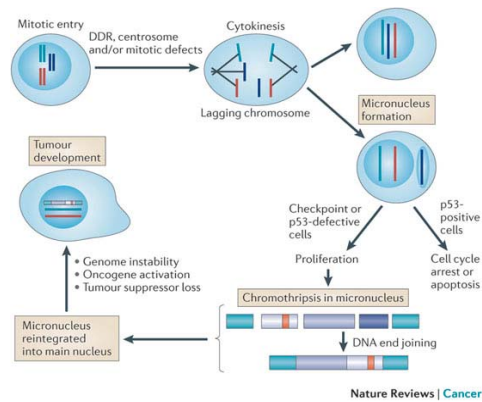 Mitotic entry
DDR, centrosome
and/or mitotic defects
Cytokinesis
Lagging chromosome
Micronucleus
formation
Tumour
development
Checkpoint or
p53-defective
cells
p53-
positive
cells
Proliferation
Cell cycle
arrest or
apoptosis
• Genome instability
• Oncogene activation
• Tumour suppressor loss
Chromothripsis in micronucleus
Micronucleus
reintegrated
into main nucleus
DNA end joining
Nature Reviews | Cancer